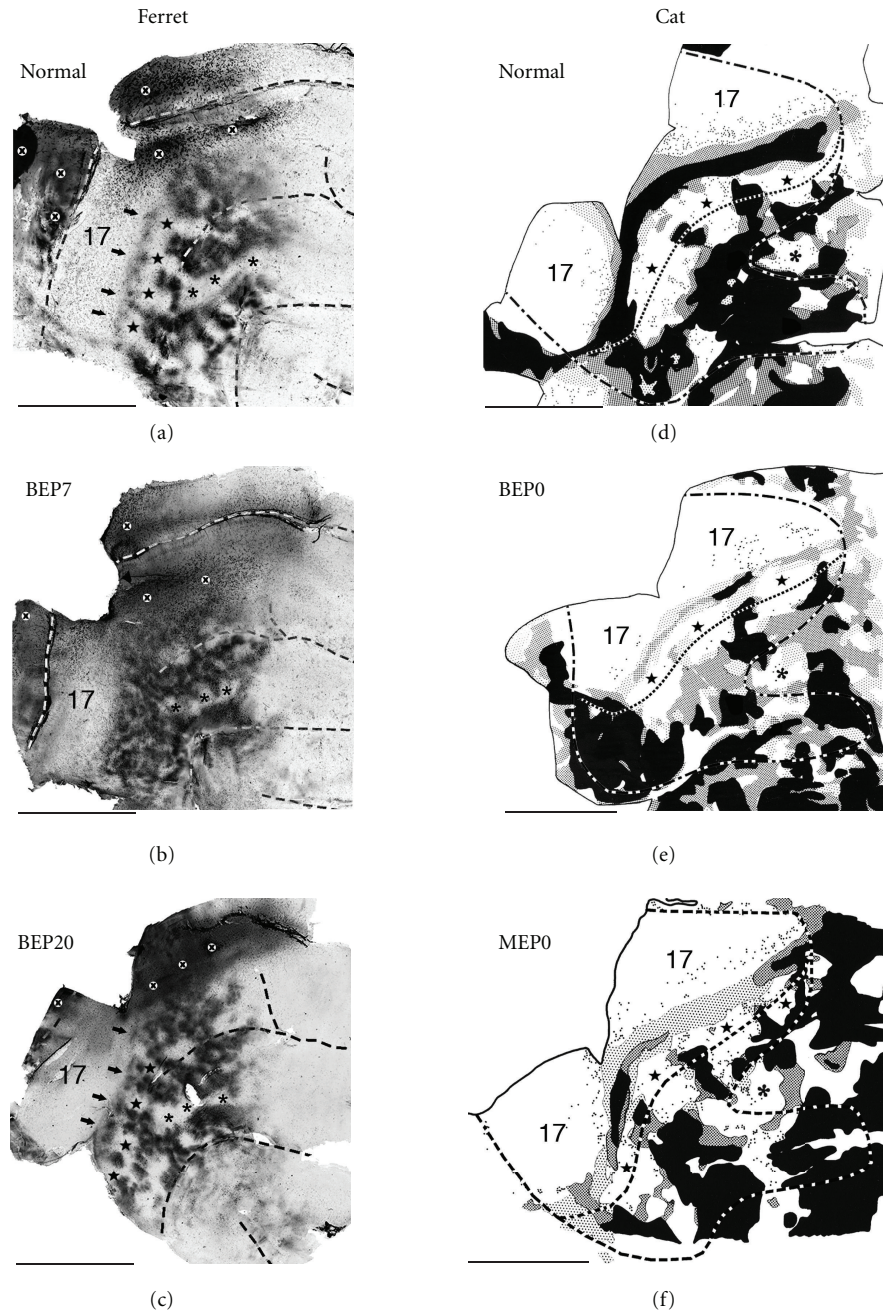 Ferret
Cat
Normal
17
(a)
Normal
17
17
(d)
BEP7
17
(b)
BEP0
17
17
(e)
BEP20
17
(c)
MEP0
17
17
(f)